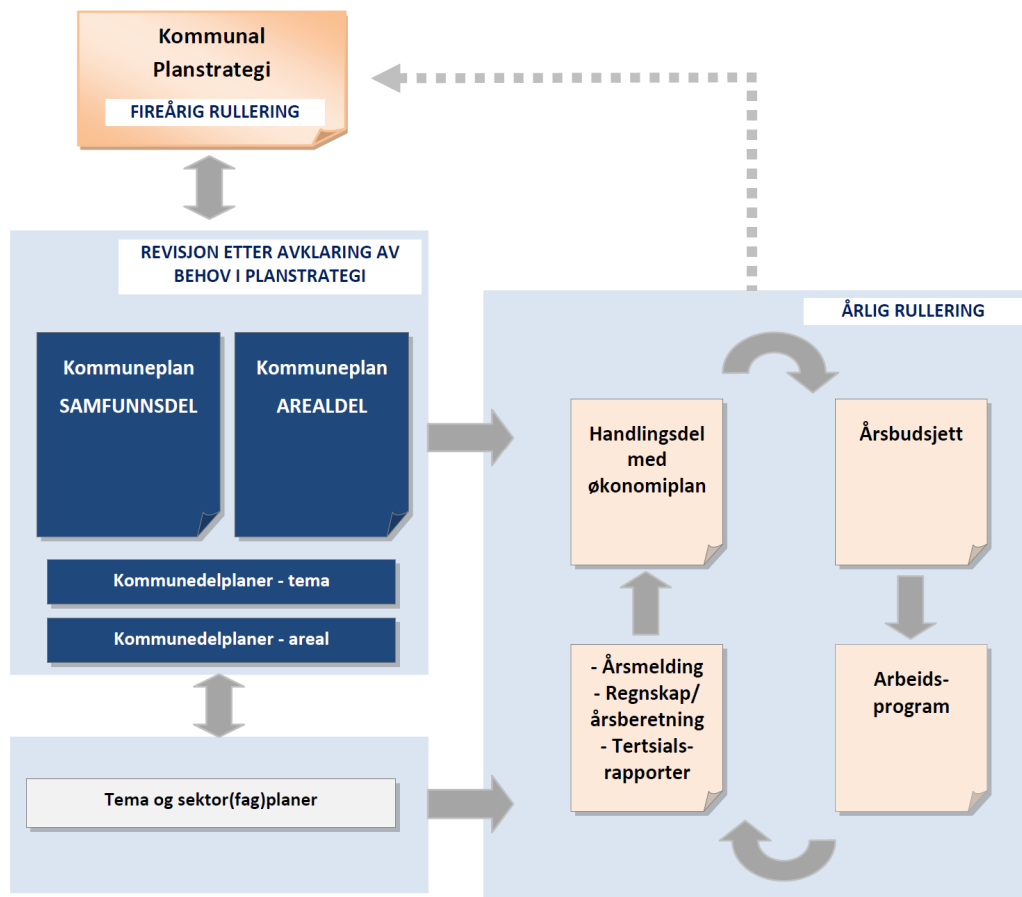 Kommunal
Planstrategi
FIREÅRIG RULLERING
REVISJON ETTER AVKLARING AV
BEHOV I PLANSTRATEGI
Kommuneplan
SAMFUNNSDEL
Kommuneplan
AREALDEL
Kommunedelplaner - tema
Kommunedelplaner - areal
Tema og sektor(fag)planer
ÅRLIG RULLERING
Handlingsdel
med
økonomiplan
Årsbudsjett
- Årsmelding
- Regnskap/
årsberetning
- Tertsials-
rapporter
Arbeids-
program